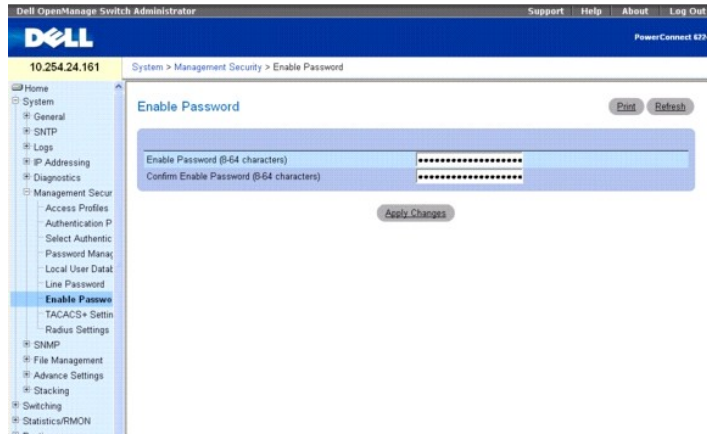 Dell OpenManage Switch Administrator
Support Help About Log Out
DELL
PowerConnect 622
10.254.24.161
System > Management Security > Enable Password
Home
System
General
SNTP
Logs
IP Addressing
Diagnostics
Management Secur
Access Profiles
Authentication P
Select Authentic
Password Manag
Local User Datab
Line Password
Enable Passwo
TACACS+ Settin
Radius Settings
SNMP
File Management
Advance Settings
Stacking
Switching
Statistics/RMON
Enable Password
Print Refresh
Enable Password (8-64 characters)
Confirm Enable Password (8-64 characters)
Apply Changes